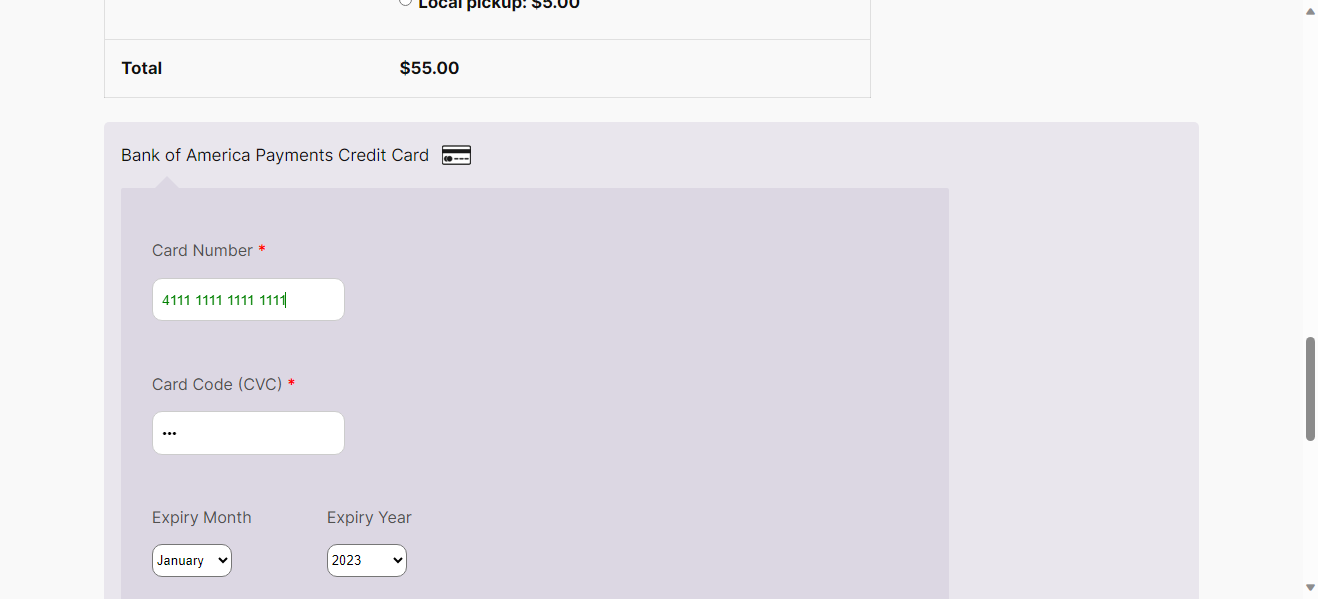 Local pickup: $5.00
Total $55.00
Bank of America Payments Credit Card
Card Number *
4111 1111 1111 1111
Card Code (CVC) *
•••
Expiry Month Expiry Year
January 2023